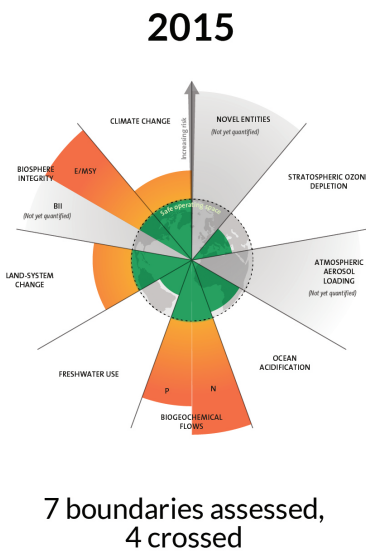 2015
CLIMATE CHANGE
NOVEL ENTITIES
(Not yet quantified)
Increasing risk
STRATOSPHERIC OZON
DEPLETION
BIOSPHERE
INTEGRITY
E/MSY
BII
(Not yet quantified)
Safe operating space
ATMOSPHERIC
AEROSOL
LOADING
(Not yet quantified)
LAND-SYSTEM
CHANGE
OCEAN
ACIDIFICATION
FRESHWATER USE
P
N
BIOGEOCHEMICAL
FLOWS
7 boundaries assessed,
4 crossed